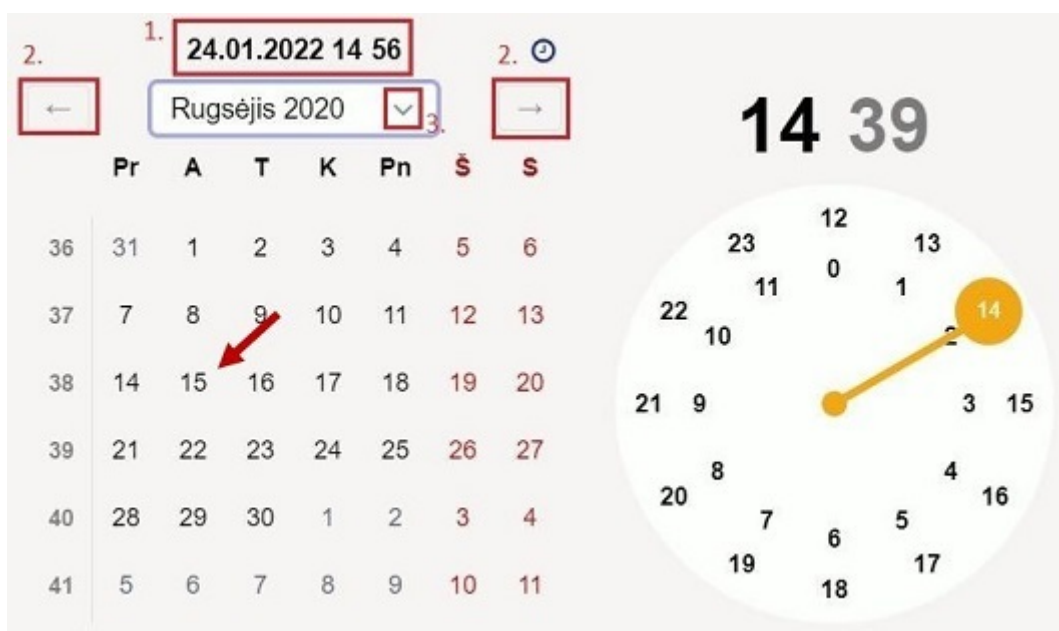 1.
24.01.2022 14 56
2.
2.
←
Rugsėjis 2020
3.
→
Pr A T K Pn Š S
36 31 1 2 3 4 5 6
37 7 8 9 10 11 12 13
38 14 15 16 17 18 19 20
39 21 22 23 24 25 26 27
40 28 29 30 1 2 3 4
41 5 6 7 8 9 10 11
14 39
12
23 13
0
11 1
22 14
10 2
21 9 3 15
8 4
20 16
7 5
6
19 17
18